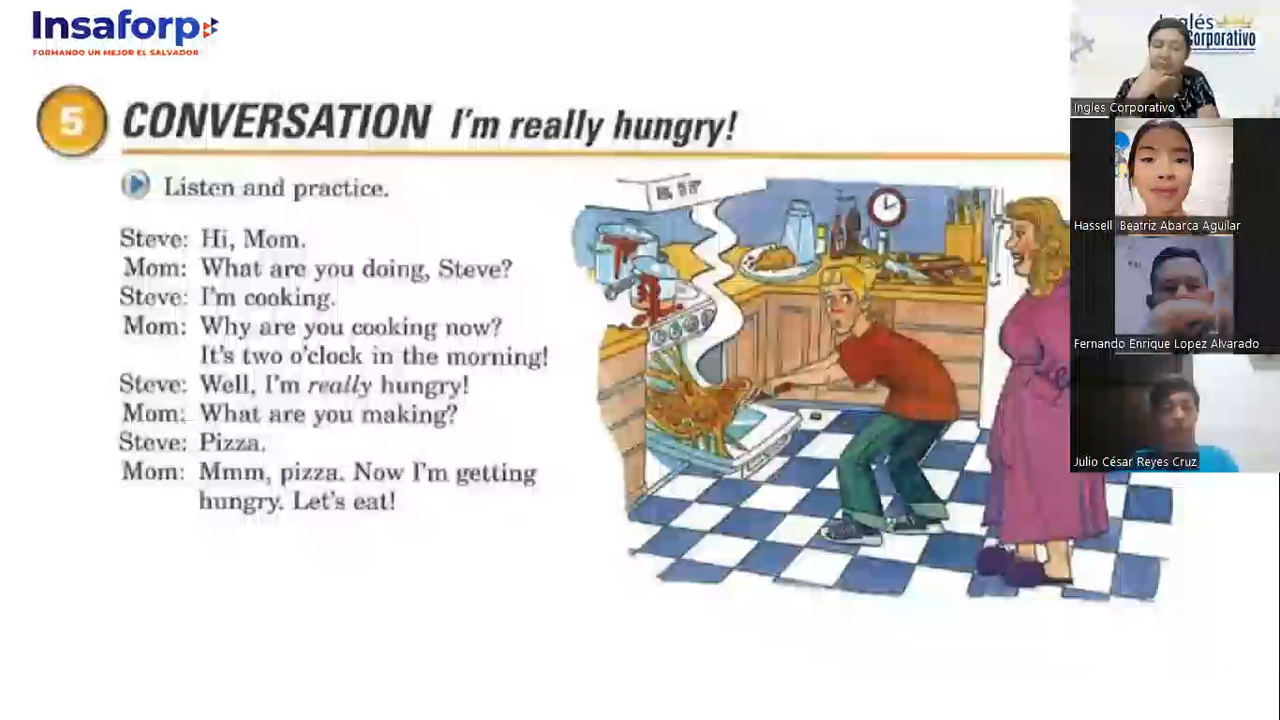 Insaforp
FORMANDO UN MEJOR EL SALVADOR
Inglés
Corporativo
5 CONVERSATION I'm really hungry!
Listen and practice.
Steve: Hi, Mom.
Mom: What are you doing, Steve?
Steve: I'm cooking.
Mom: Why are you cooking now?
It's two o'clock in the morning!
Steve: Well, I'm really hungry!
Mom: What are you making?
Steve: Pizza.
Mom: Mmm, pizza. Now I'm getting
hungry. Let's eat!
Ingles Corporativo
Hassell Beatriz Abarca Aguilar
Fernando Enrique Lopez Alvarado
Julio César Reyes Cruz